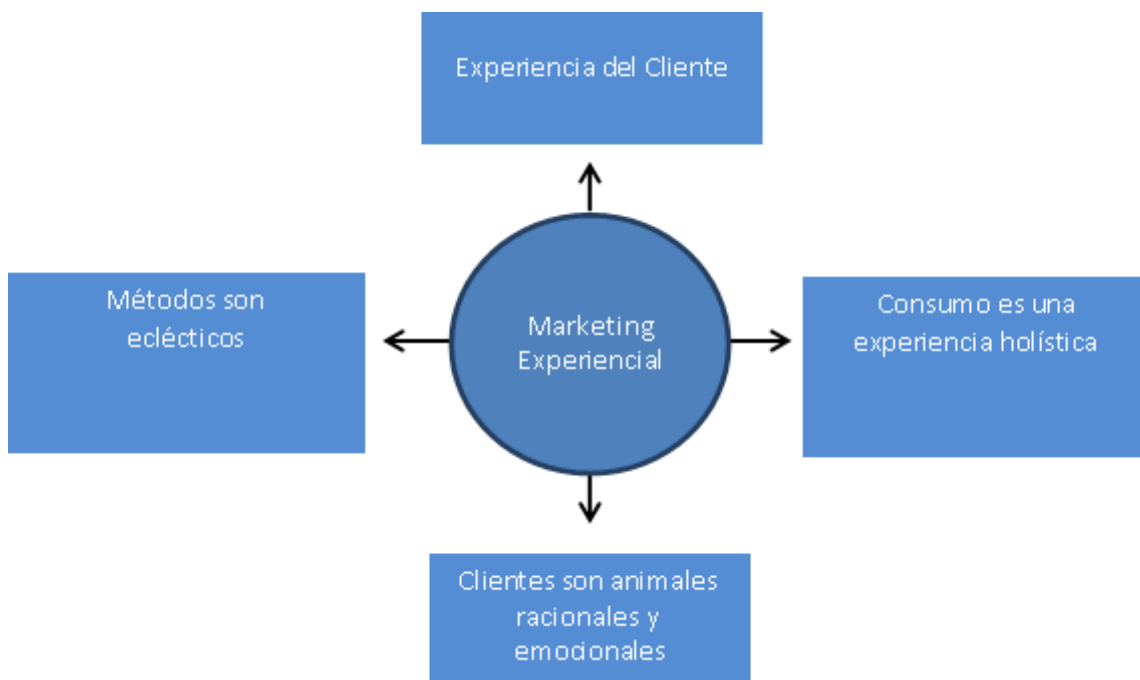 Experiencia del Cliente
Métodos son
eclécticos
Marketing
Experiencial
Consumo es una
experiencia holística
Clientes son animales
racionales y
emocionales